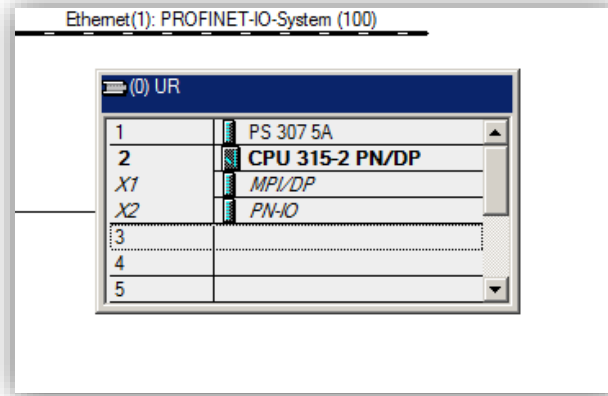 Ethernet(1): PROFINET-IO-System (100)
(0) UR
1 PS 307 5A
2 CPU 315-2 PN/DP
X1 MPI/DP
X2 PN-IO
3
4
5